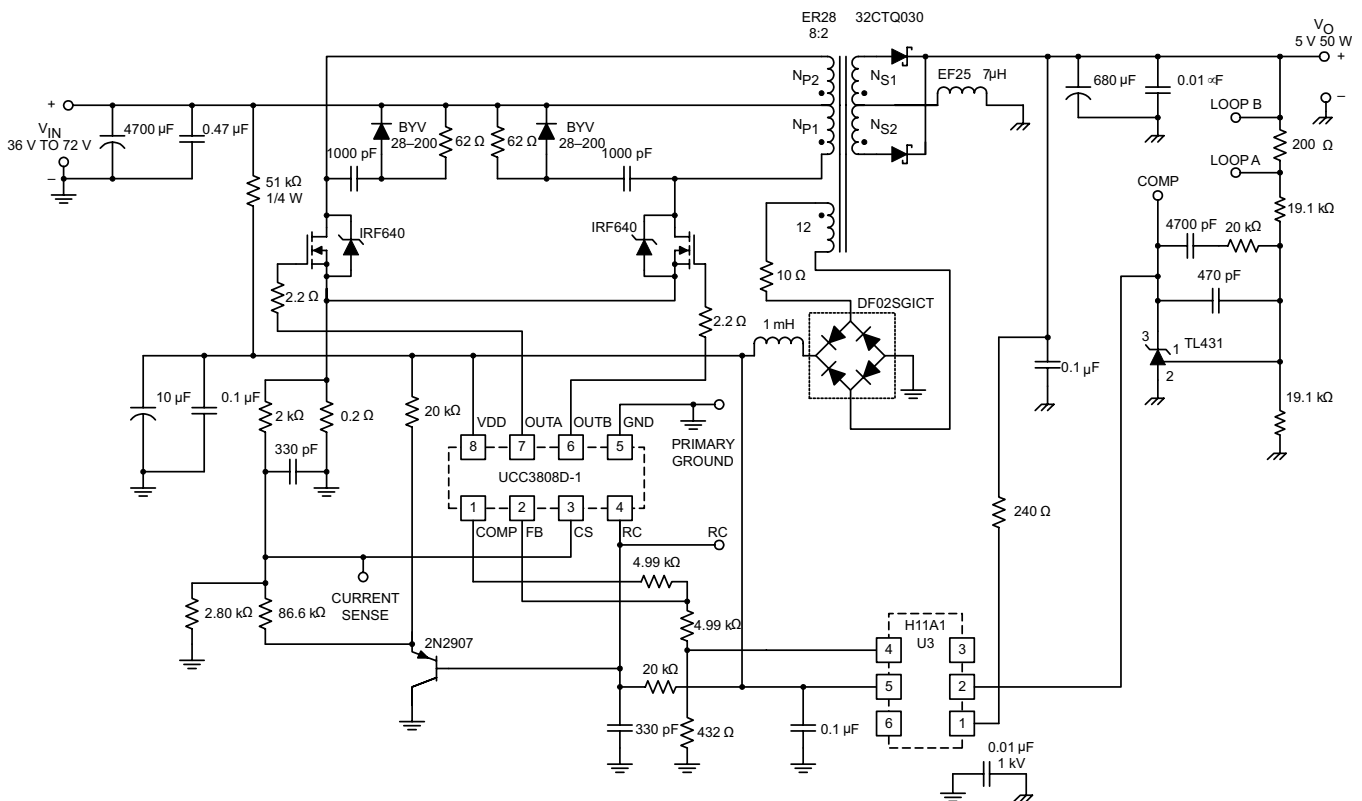 ER28
8:2
32CTQ030
VO
5 V 50 W
+
–
NP2
NP1
NS1
NS2
EF25 7µH
680 µF
0.01 ∝F
LOOP B
200 Ω
LOOP A
19.1 kΩ
COMP
4700 pF
20 kΩ
470 pF
3
1
TL431
2
19.1 kΩ
+
VIN
36 V TO 72 V
–
4700 µF
0.47 µF
BYV
28–200
62 Ω
62 Ω
BYV
28–200
1000 pF
1000 pF
51 kΩ
1/4 W
IRF640
IRF640
12
10 Ω
2.2 Ω
2.2 Ω
DF02SGICT
1 mH
0.1 µF
10 µF
0.1 µF
2 kΩ
0.2 Ω
20 kΩ
330 pF
VDD
OUTA
OUTB
GND
8
7
6
5
PRIMARY
GROUND
UCC3808D-1
1
2
3
4
COMP
FB
CS
RC
RC
240 Ω
4.99 kΩ
CURRENT
SENSE
2.80 kΩ
86.6 kΩ
4.99 kΩ
2N2907
H11A1
U3
4
3
20 kΩ
5
2
6
1
330 pF
432 Ω
0.1 µF
0.01 µF
1 kV